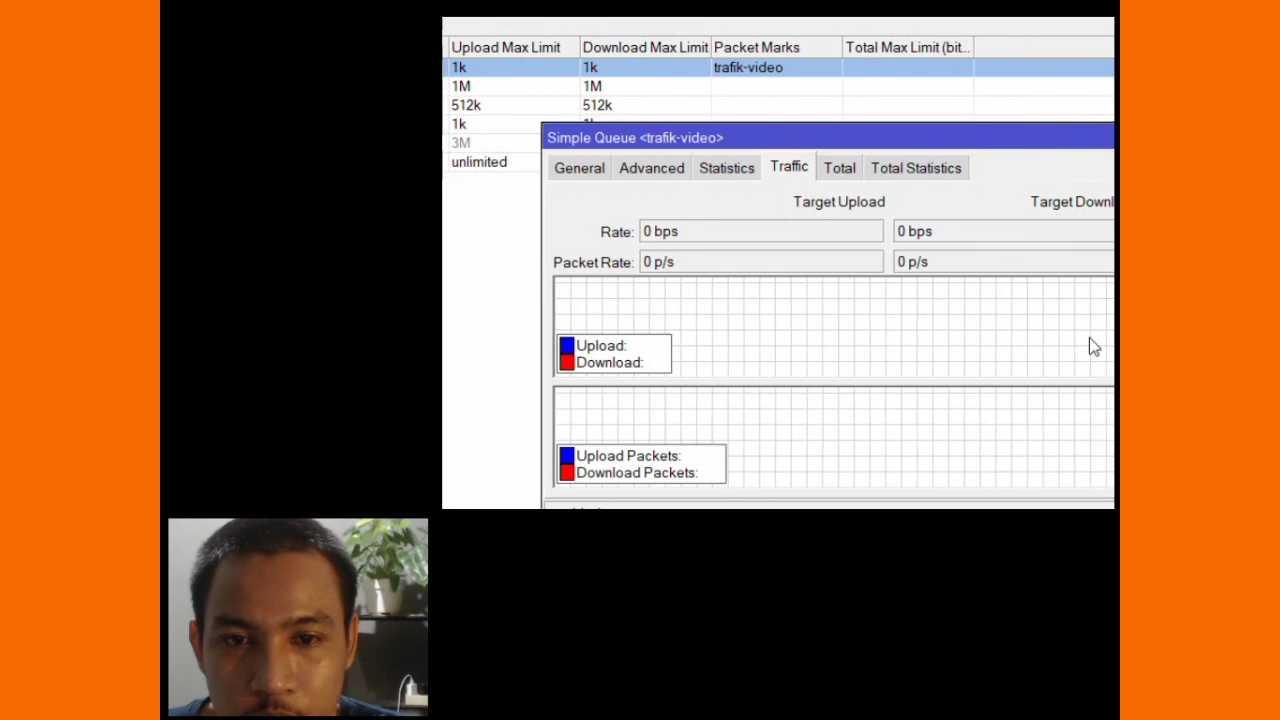 Upload Max Limit Download Max Limit Packet Marks Total Max Limit (bit...
1k 1k trafik-video
1M 1M
512k 512k
1k
3M
unlimited
Simple Queue <trafik-video>
General Advanced Statistics Traffic Total Total Statistics
Target Upload Target Downl
Rate: 0 bps 0 bps
Packet Rate: 0 p/s 0 p/s
Upload:
Download:
Upload Packets:
Download Packets: